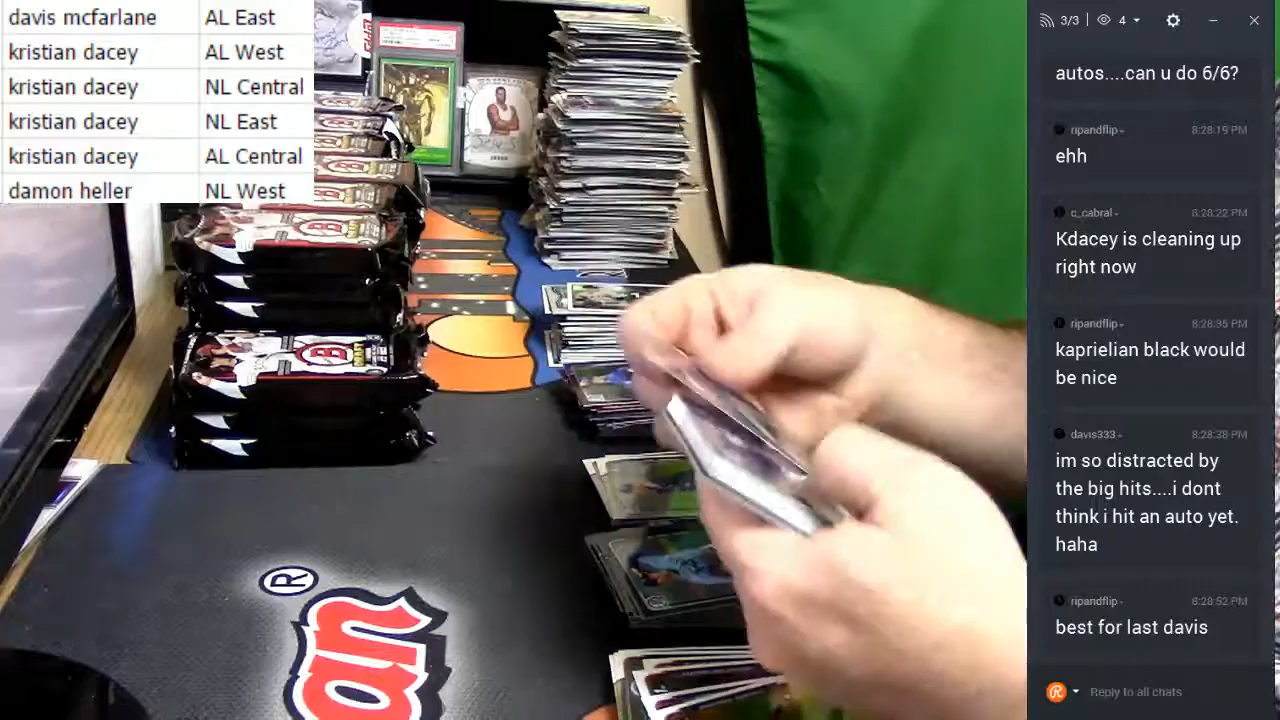 davis mcfarlane AL East
kristian dacey AL West
kristian dacey NL Central
kristian dacey NL East
kristian dacey AL Central
damon heller NL West
3/3 4
autos....can u do 6/6?
ripandflip 8:28:19 PM
ehh
c_cabral 8:28:22 PM
Kdacey is cleaning up
right now
ripandflip 8:28:35 PM
kaprielian black would
be nice
davis333 8:28:38 PM
im so distracted by
the big hits....i dont
think i hit an auto yet.
haha
ripandflip 8:28:52 PM
best for last davis
Reply to all chats
an®
B